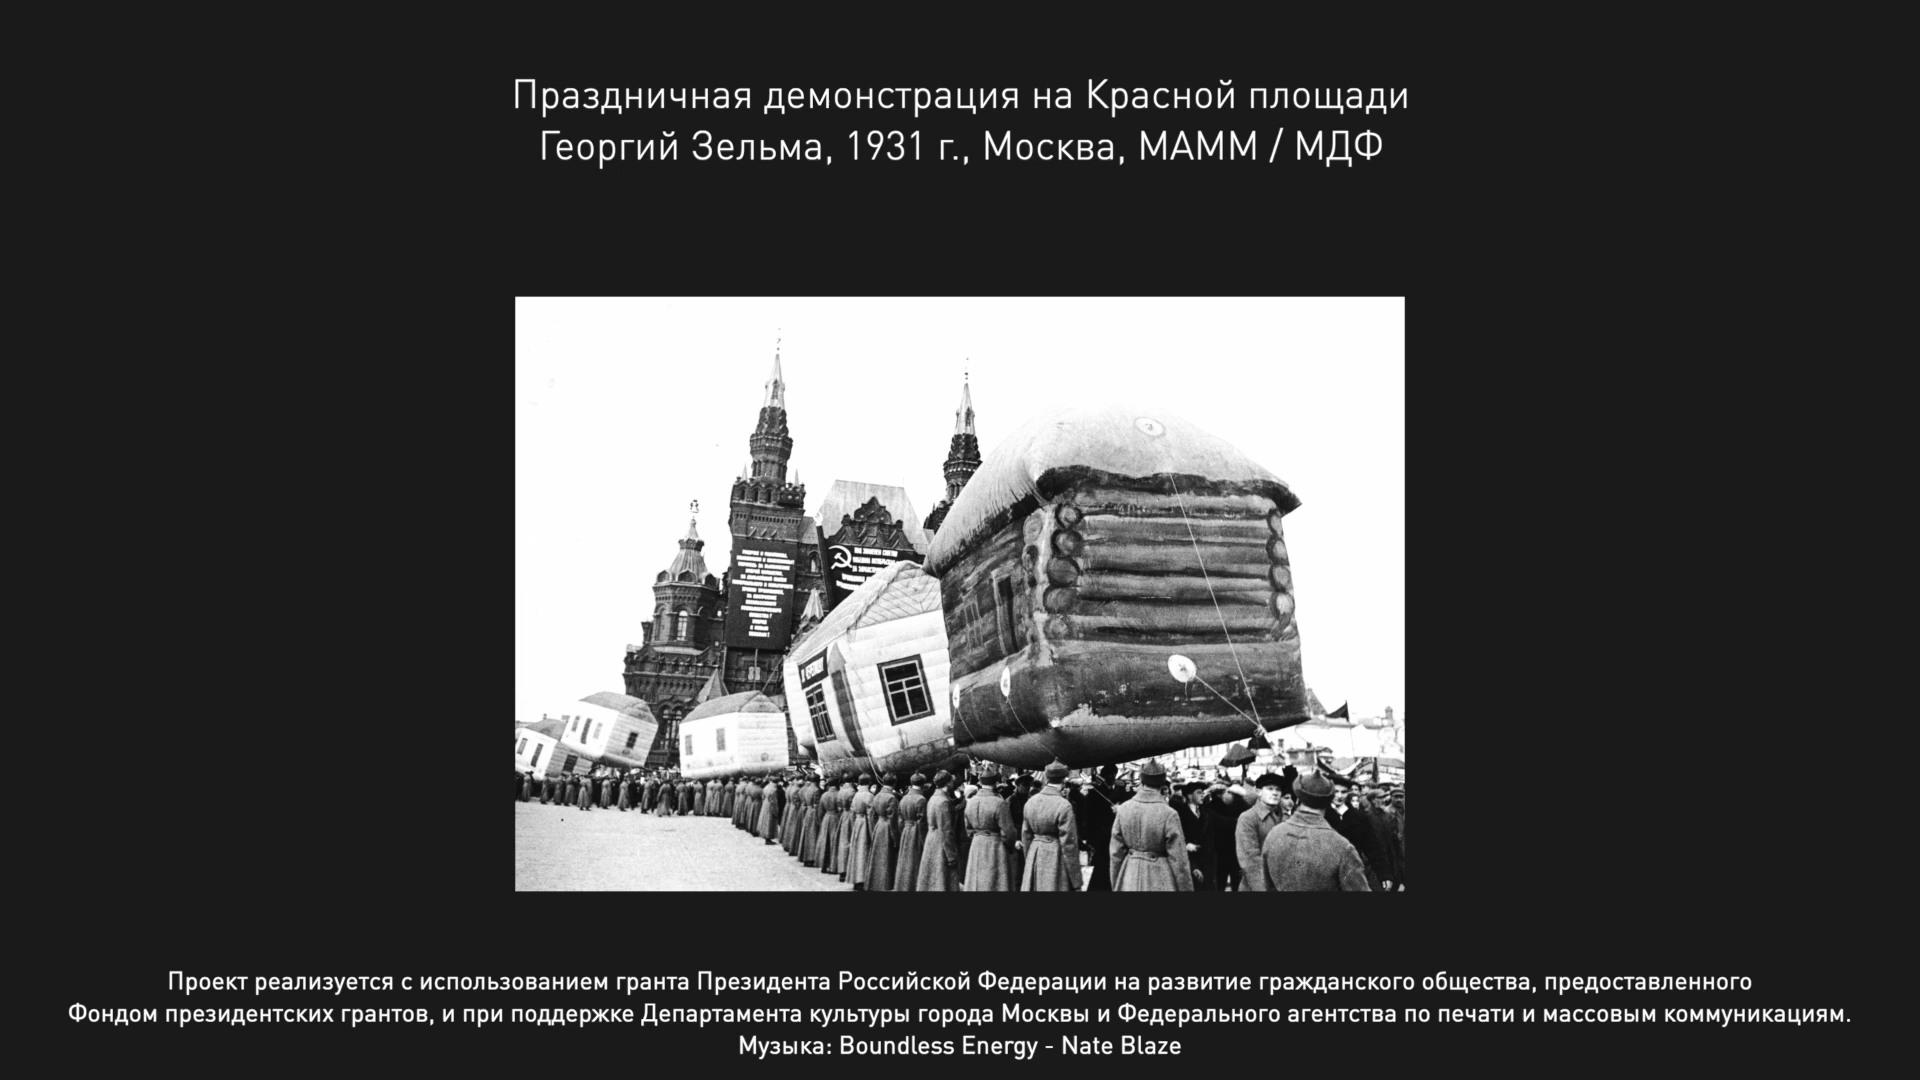 Праздничная демонстрация на Красной площади
Георгий Зельма, 1931 г., Москва, МАММ / МДФ
Проект реализуется с использованием гранта Президента Российской Федерации на развитие гражданского общества, предоставленного
Фондом президентских грантов, и при поддержке Департамента культуры города Москвы и Федерального агентства по печати и массовым коммуникациям.
Музыка: Boundless Energy - Nate Blaze